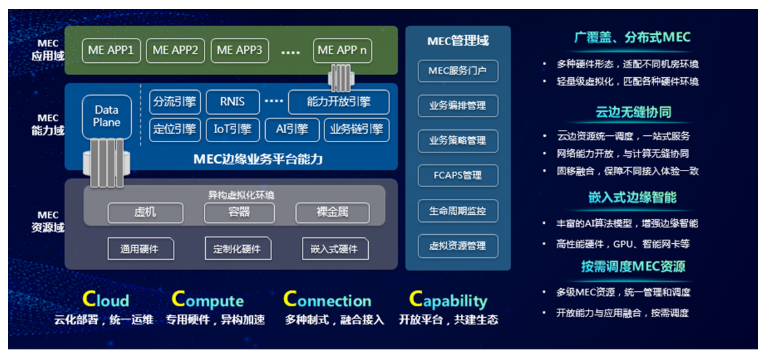 MEC
应用域
ME APP1
ME APP2
ME APP3
····
ME APP n
MEC
能力域
Data
Plane
分流引擎
RNIS
····
能力开放引擎
定位引擎
IoT引擎
AI引擎
业务链引擎
MEC边缘业务平台能力
MEC
资源域
异构虚拟化环境
虚机
容器
裸金属
通用硬件
定制化硬件
嵌入式硬件
MEC管理域
MEC服务门户
业务编排管理
业务策略管理
FCAPS管理
生命周期监控
虚拟资源管理
广覆盖、分布式MEC
• 多种硬件形态，适配不同机房环境
• 轻量级虚拟化，匹配各种硬件环境
云边无缝协同
• 云边资源统一调度，一站式服务
• 网络能力开放，与计算无缝协同
• 固移融合，保障不同接入体验一致
嵌入式边缘智能
• 丰富的AI算法模型，增强边缘智能
• 高性能硬件，GPU、智能网卡等
按需调度MEC资源
• 多级MEC资源，统一管理和调度
• 开放能力与应用融合，按需调度
Cloud
云化部署，统一运维
Compute
专用硬件，异构加速
Connection
多种制式，融合接入
Capability
开放平台，共建生态